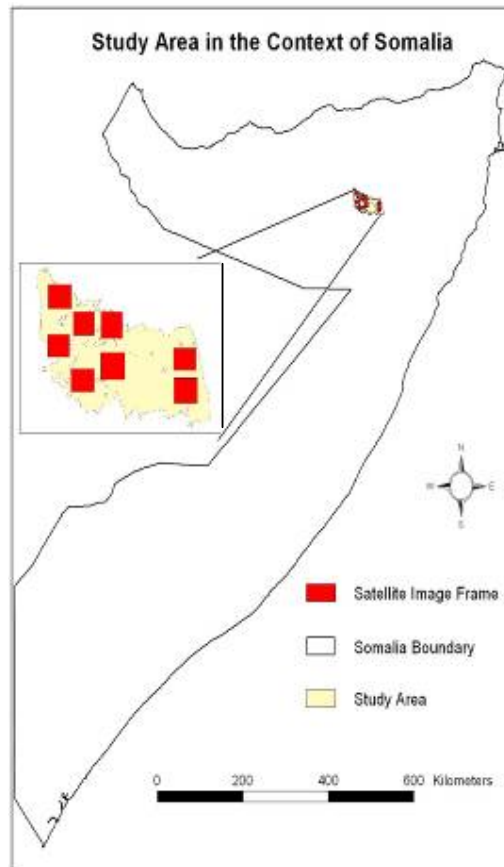 Study Area in the Context of Somalia
N
W E
S
Satellite Image Frame
Somalia Boundary
Study Area
0 200 400 600 Kilometers